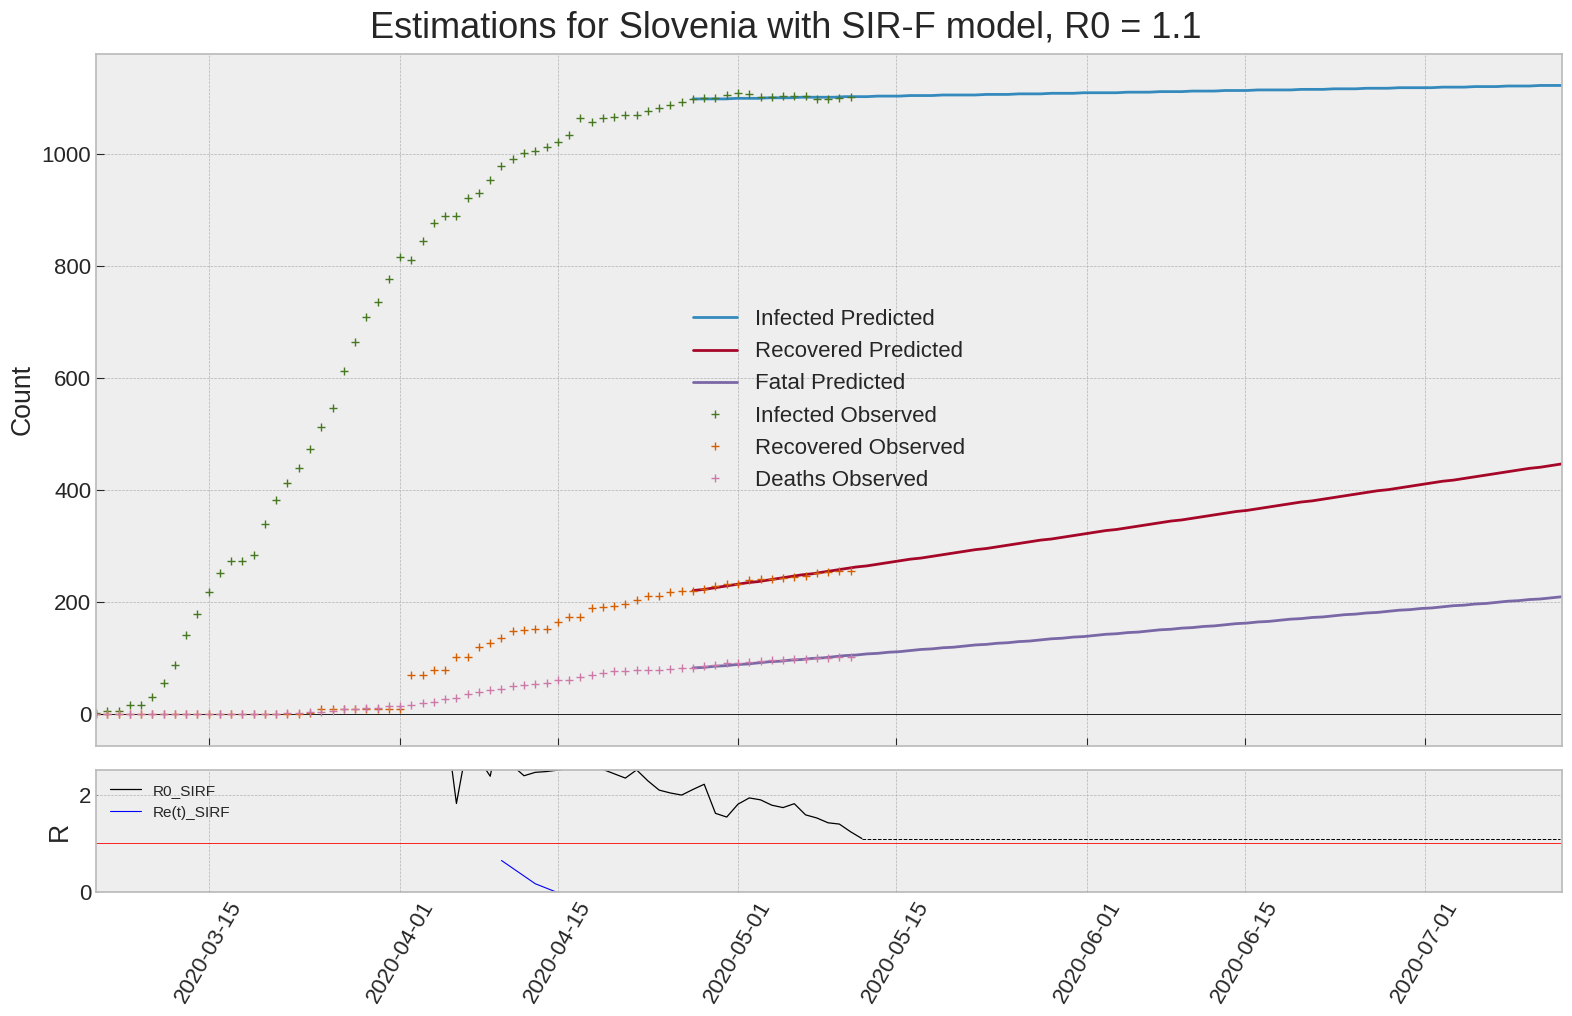 Estimations for Slovenia with SIR-F model, R0 = 1.1
1000
800
600
400
200
0
Count
Infected Predicted
Recovered Predicted
Fatal Predicted
Infected Observed
Recovered Observed
Deaths Observed
R0_SIRF
Re(t)_SIRF
2
0
R
2020-03-15
2020-04-01
2020-04-15
2020-05-01
2020-05-15
2020-06-01
2020-06-15
2020-07-01